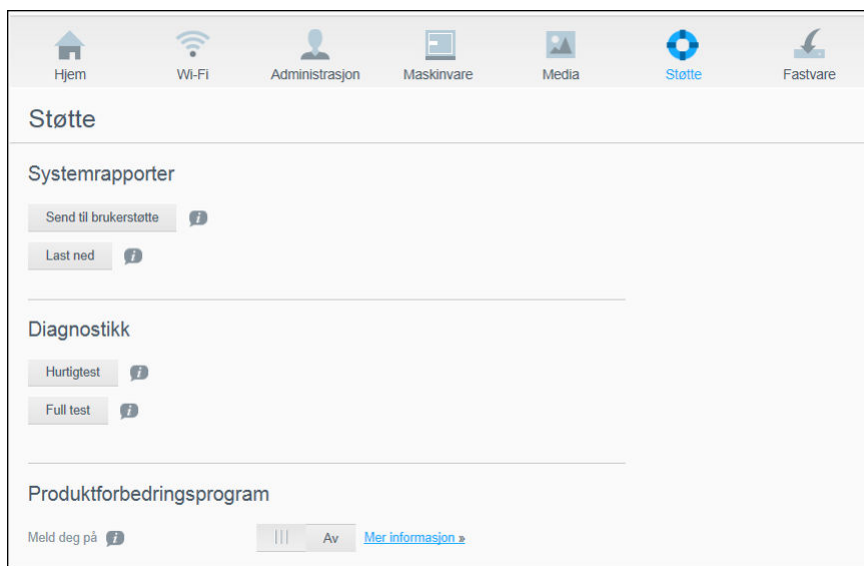 Hjem Wi-Fi Administrasjon Maskinvare Media Støtte Fastvare
Støtte
Systemrapporter
Send til brukerstøtte i
Last ned i
Diagnostikk
Hurtigtest i
Full test i
Produktforbedringsprogram
Meld deg på i Av Mer informasjon »